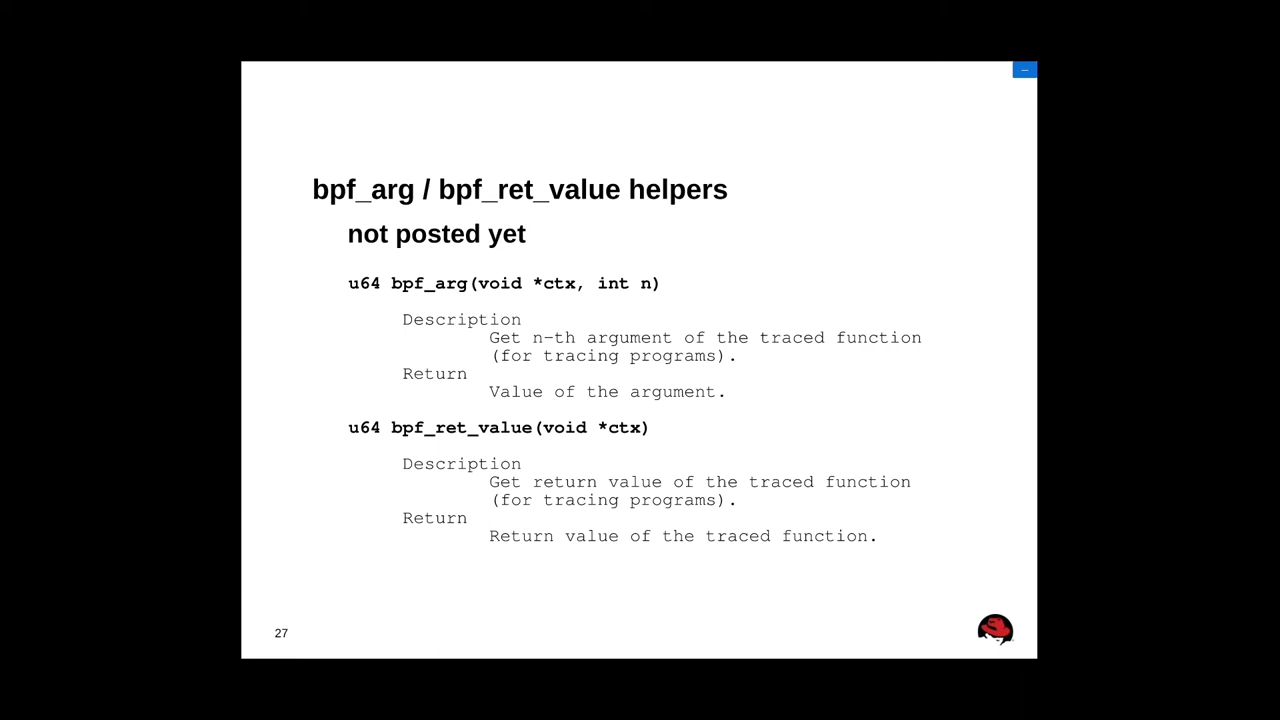 bpf_arg / bpf_ret_value helpers
not posted yet
u64 bpf_arg(void *ctx, int n)
Description
Get n-th argument of the traced function
(for tracing programs).
Return
Value of the argument.
u64 bpf_ret_value(void *ctx)
Description
Get return value of the traced function
(for tracing programs).
Return
Return value of the traced function.
27